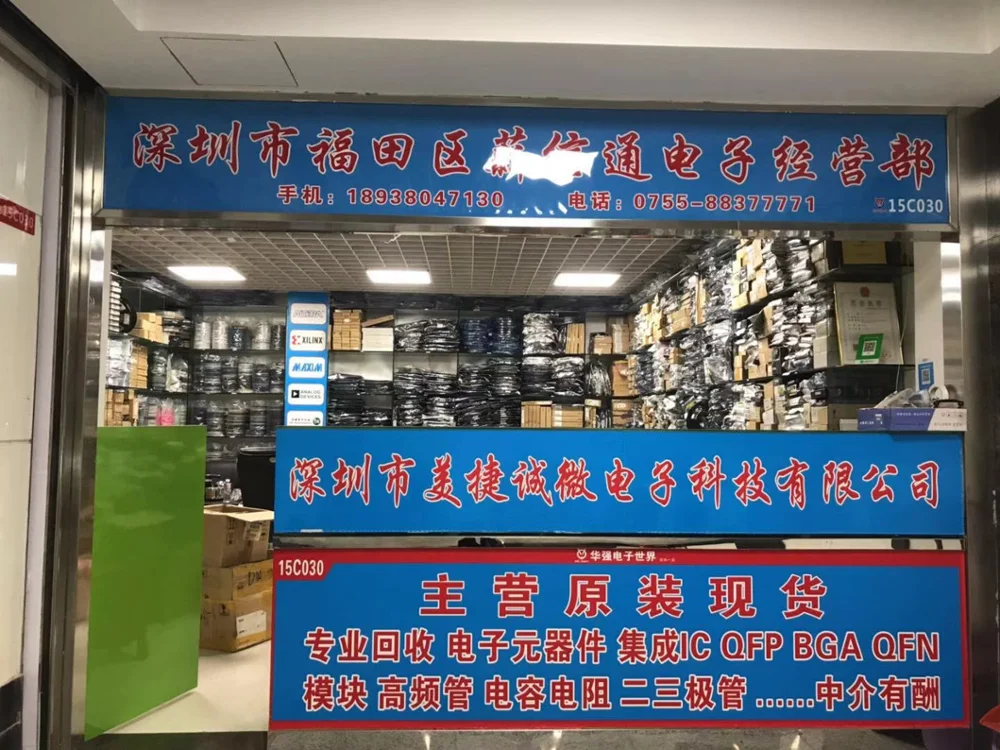 深圳市福田区薪信通电子经营部
手机：18938047130 电话：0755-88377771
15C030
XILINX
MAXIM
ANALOG DEVICES
深圳市美捷诚微电子科技有限公司
华强电子世界
15C030
主营原装现货
专业回收 电子元器件 集成IC QFP BGA QFN
模块 高频管 电容电阻 二三极管 ......中介有酬